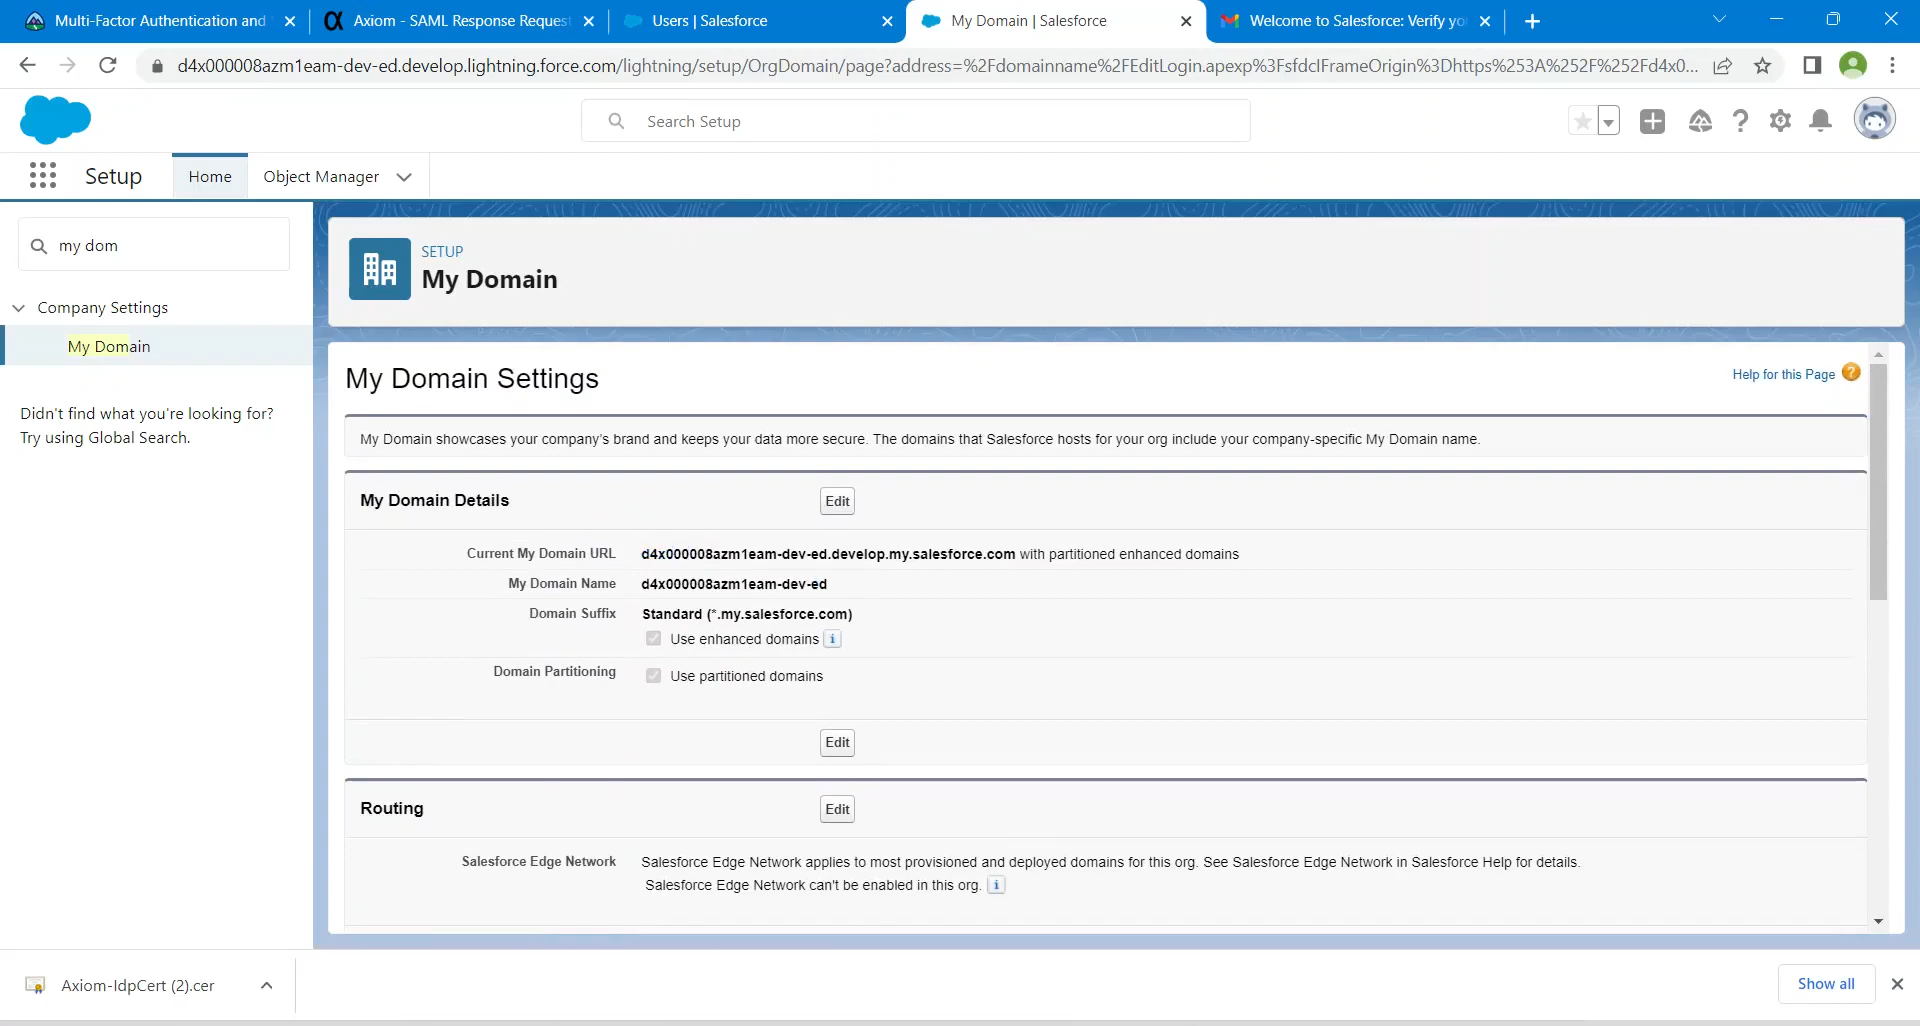 Multi-Factor Authentication and
Axiom - SAML Response Request
Users | Salesforce
My Domain | Salesforce
Welcome to Salesforce: Verify yo
d4x000008azm1eam-dev-ed.develop.lightning.force.com/lightning/setup/OrgDomain/page?address=%2Fdomainname%2FEditLogin.apexp%3FsfdcIFrameOrigin%3Dhttps%253A%252F%252Fd4x0...
Search Setup
Setup
Home
Object Manager
my dom
Company Settings
My Domain
Didn't find what you're looking for?
Try using Global Search.
SETUP
My Domain
My Domain Settings
Help for this Page
My Domain showcases your company's brand and keeps your data more secure. The domains that Salesforce hosts for your org include your company-specific My Domain name.
My Domain Details
Edit
Current My Domain URL
d4x000008azm1eam-dev-ed.develop.my.salesforce.com with partitioned enhanced domains
My Domain Name
d4x000008azm1eam-dev-ed
Domain Suffix
Standard (*.my.salesforce.com)
Use enhanced domains
Domain Partitioning
Use partitioned domains
Edit
Routing
Edit
Salesforce Edge Network
Salesforce Edge Network applies to most provisioned and deployed domains for this org. See Salesforce Edge Network in Salesforce Help for details.
Salesforce Edge Network can't be enabled in this org.
Axiom-IdpCert (2).cer
Show all